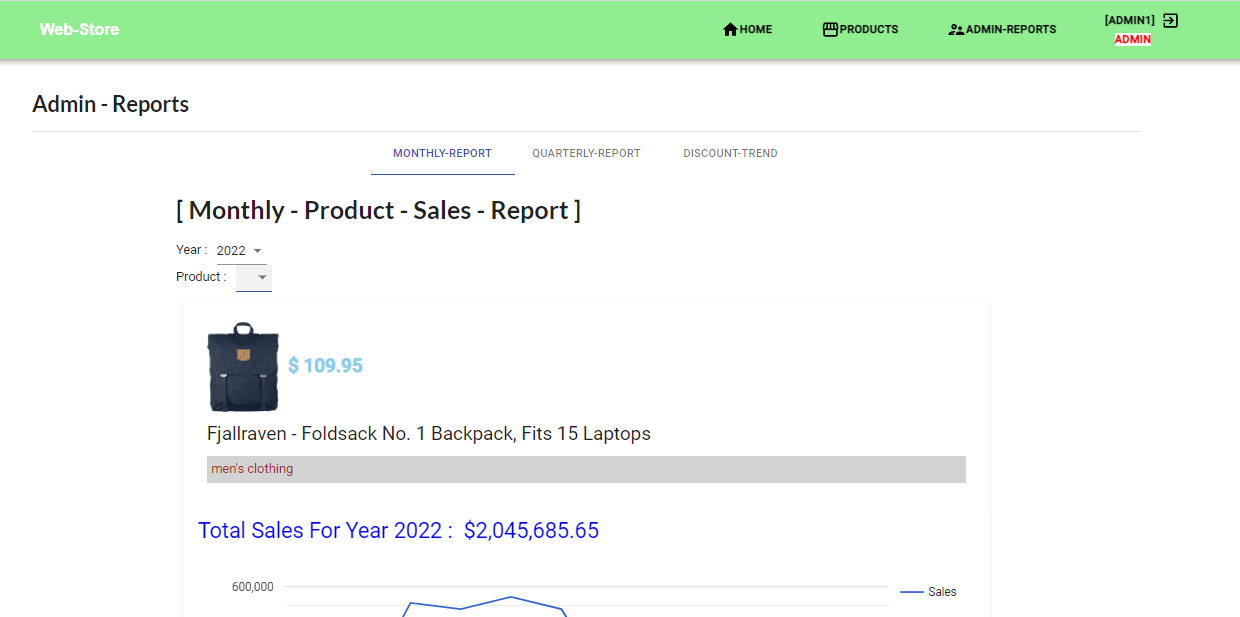 Web-Store
HOME
PRODUCTS
ADMIN-REPORTS
[ADMIN1]
ADMIN
Admin - Reports
MONTHLY-REPORT
QUARTERLY-REPORT
DISCOUNT-TREND
[ Monthly - Product - Sales - Report ]
Year : 2022
Product :
$ 109.95
Fjallraven - Foldsack No. 1 Backpack, Fits 15 Laptops
men's clothing
Total Sales For Year 2022 : $2,045,685.65
600,000
Sales